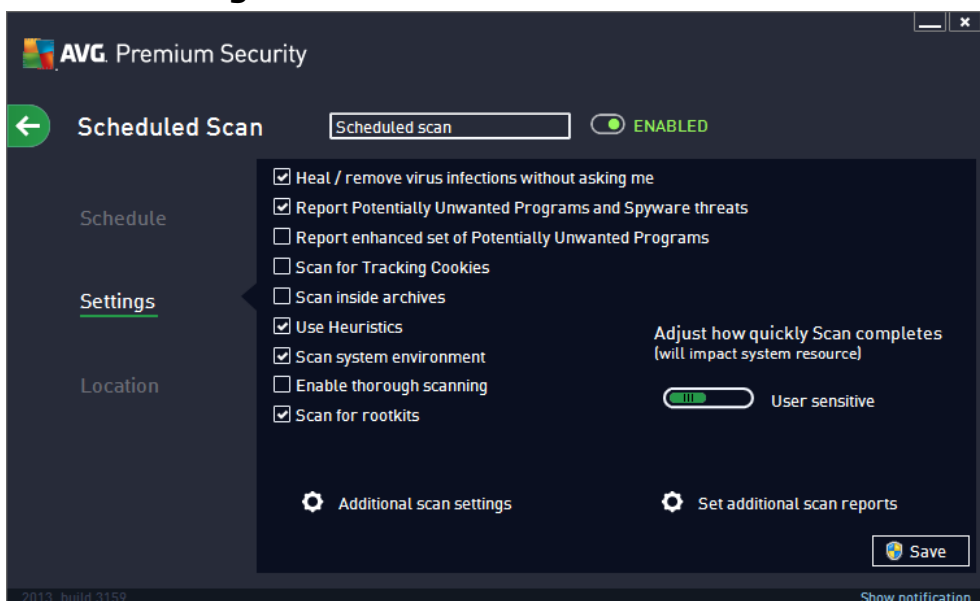 AVG. Premium Security
Scheduled Scan
Scheduled scan
ENABLED
Schedule
Settings
Location
Heal / remove virus infections without asking me
Report Potentially Unwanted Programs and Spyware threats
Report enhanced set of Potentially Unwanted Programs
Scan for Tracking Cookies
Scan inside archives
Use Heuristics
Scan system environment
Enable thorough scanning
Scan for rootkits
Adjust how quickly Scan completes
(will impact system resource)
User sensitive
Additional scan settings
Set additional scan reports
Save
2013 build 3159
Show notification